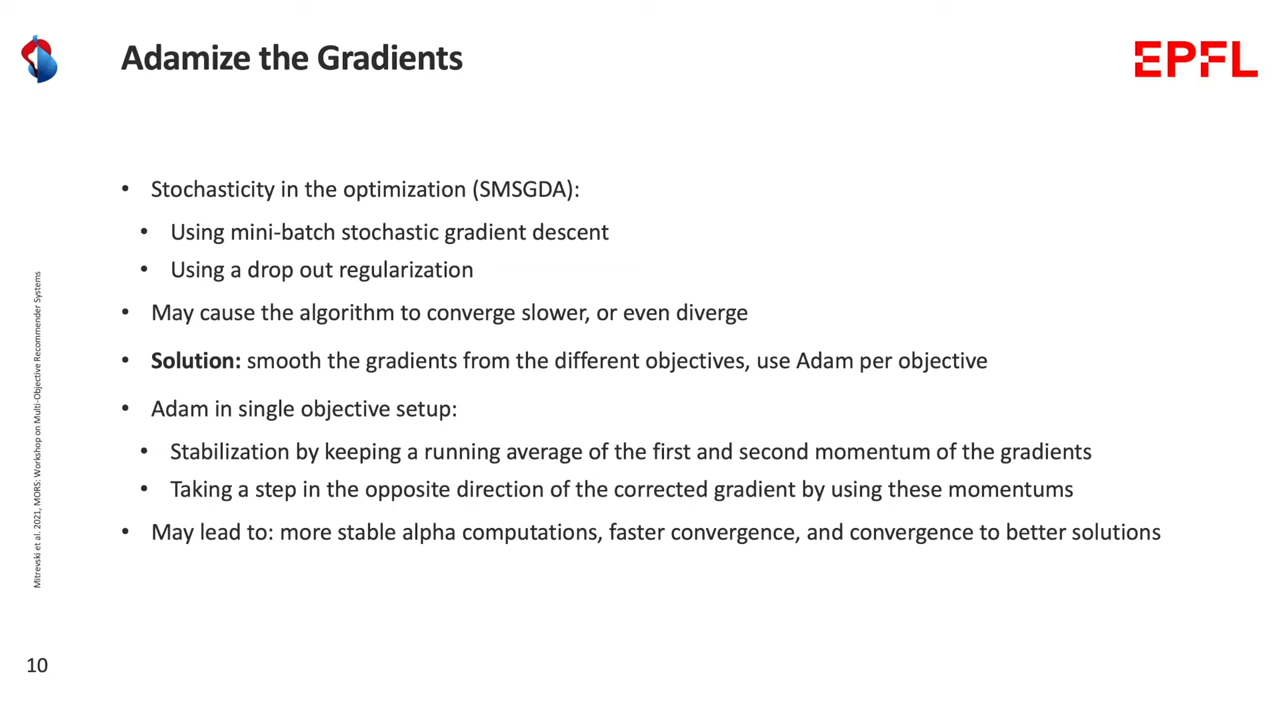 Adamize the Gradients
EPFL
• Stochasticity in the optimization (SMSGDA):
• Using mini-batch stochastic gradient descent
• Using a drop out regularization
• May cause the algorithm to converge slower, or even diverge
• Solution: smooth the gradients from the different objectives, use Adam per objective
• Adam in single objective setup:
• Stabilization by keeping a running average of the first and second momentum of the gradients
• Taking a step in the opposite direction of the corrected gradient by using these momentums
• May lead to: more stable alpha computations, faster convergence, and convergence to better solutions
Mitrevski et al. 2021, MORS: Workshop on Multi-Objective Recommender Systems
10